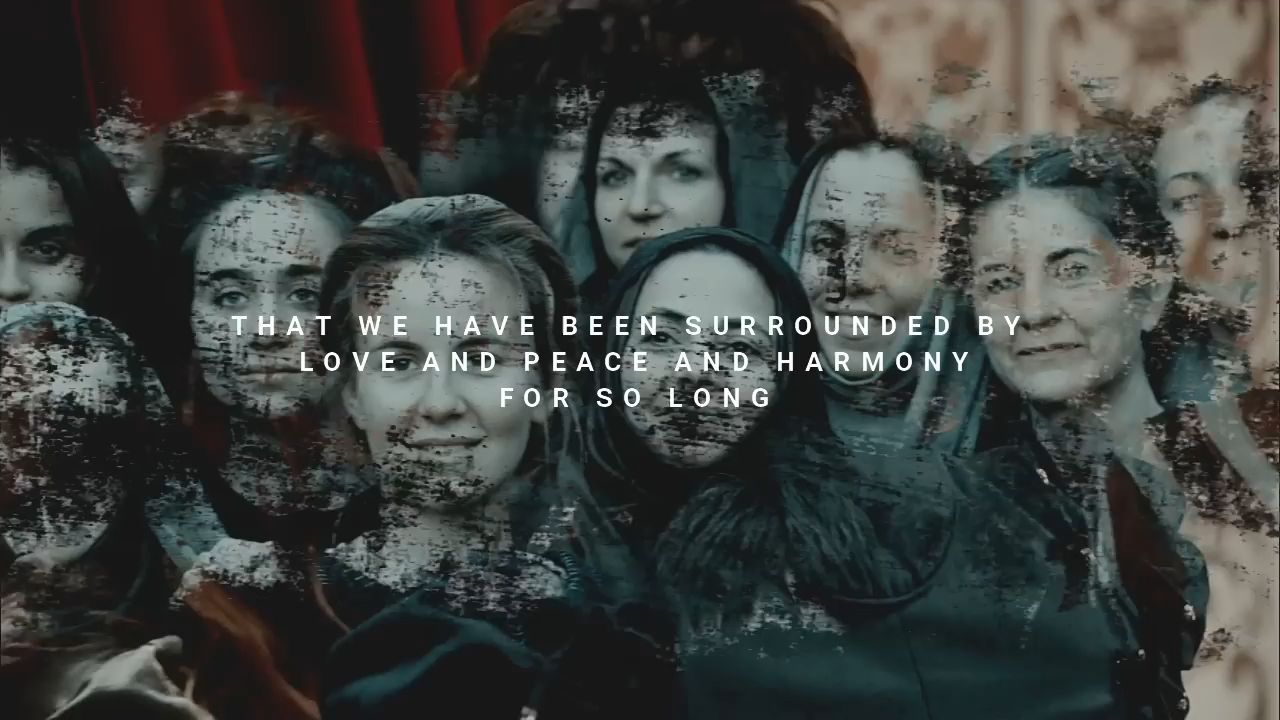 THAT WE HAVE BEEN SURROUNDED BY
LOVE AND PEACE AND HARMONY
FOR SO LONG